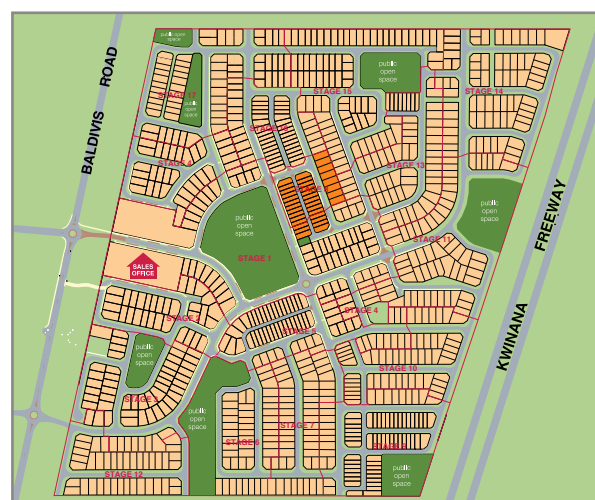 public open
space
BALDIVIS ROAD
STAGE 17
public
open
space
STAGE 15
public
open
space
STAGE 14
STAGE 16
STAGE 13
STAGE
public
open
space
public
open
space
STAGE 1
STAGE 11
SALES
OFFICE
KWINANA FREEWAY
STAGE 2
STAGE 5
STAGE 4
public
open
space
STAGE 10
STAGE 3
public
open
space
STAGE 6
STAGE 7
STAGE
STAGE 12
public
open
space